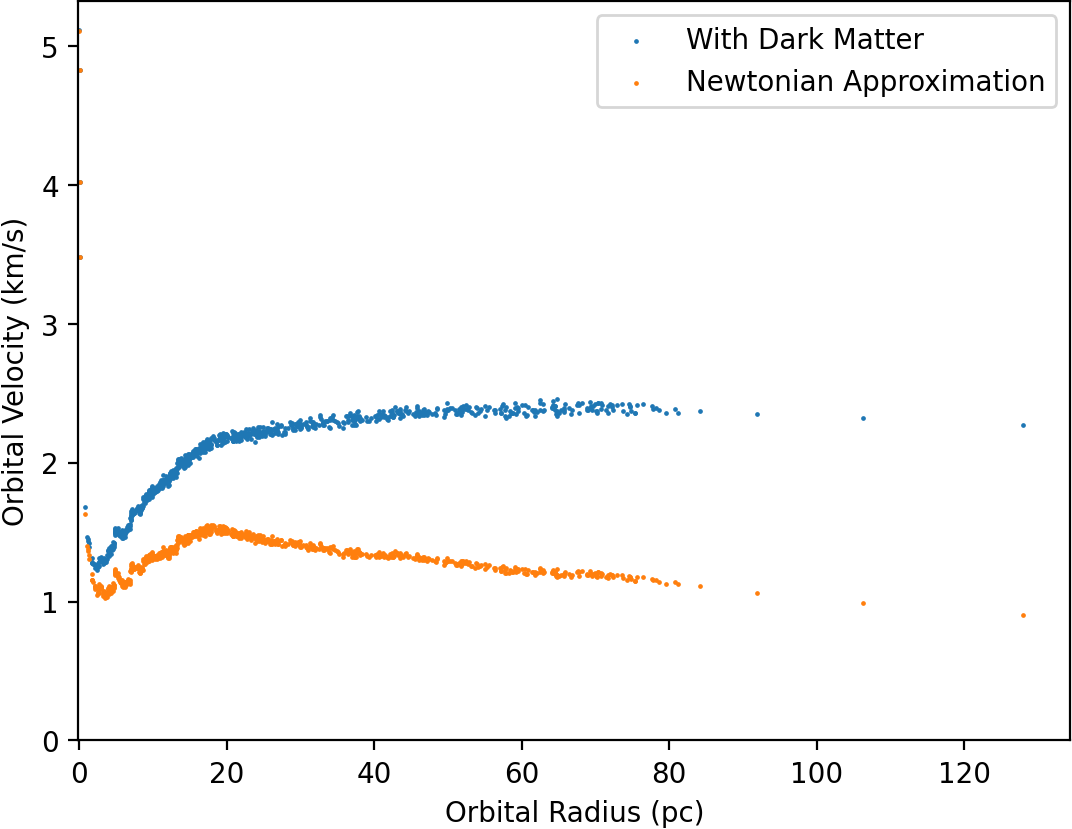 With Dark Matter
Newtonian Approximation
Orbital Velocity (km/s)
5
4
3
2
1
0
0 20 40 60 80 100 120
Orbital Radius (pc)